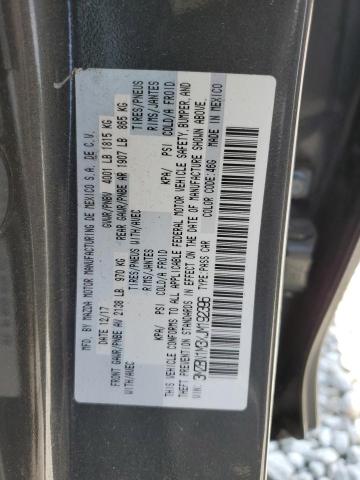 MFD. BY MAZDA MOTOR MANUFACTURING DE MEXICO S.A. DE C.V.
DATE 12/17 GVWR/PNBV 4001 LB 1815 KG
FRONT GAWR/PNBE AV 2138 LB 970 KG REAR GAWR/PNBE AR 1907 LB 865 KG
WITH/AVEC TIRES/PNEUS WITH/AVEC TIRES/PNEUS
RIMS/JANTES RIMS/JANTES
KPA/ PSI COLD/A FROID KPA/ PSI COLD/A FROID
THIS VEHICLE CONFORMS TO ALL APPLICABLE FEDERAL MOTOR VEHICLE SAFETY, BUMPER, AND
THEFT PREVENTION STANDARDS IN EFFECT ON THE DATE OF MANUFACTURE SHOWN ABOVE.
COLOR CODE:46G MADE IN MEXICO
TYPE:PASS CAR